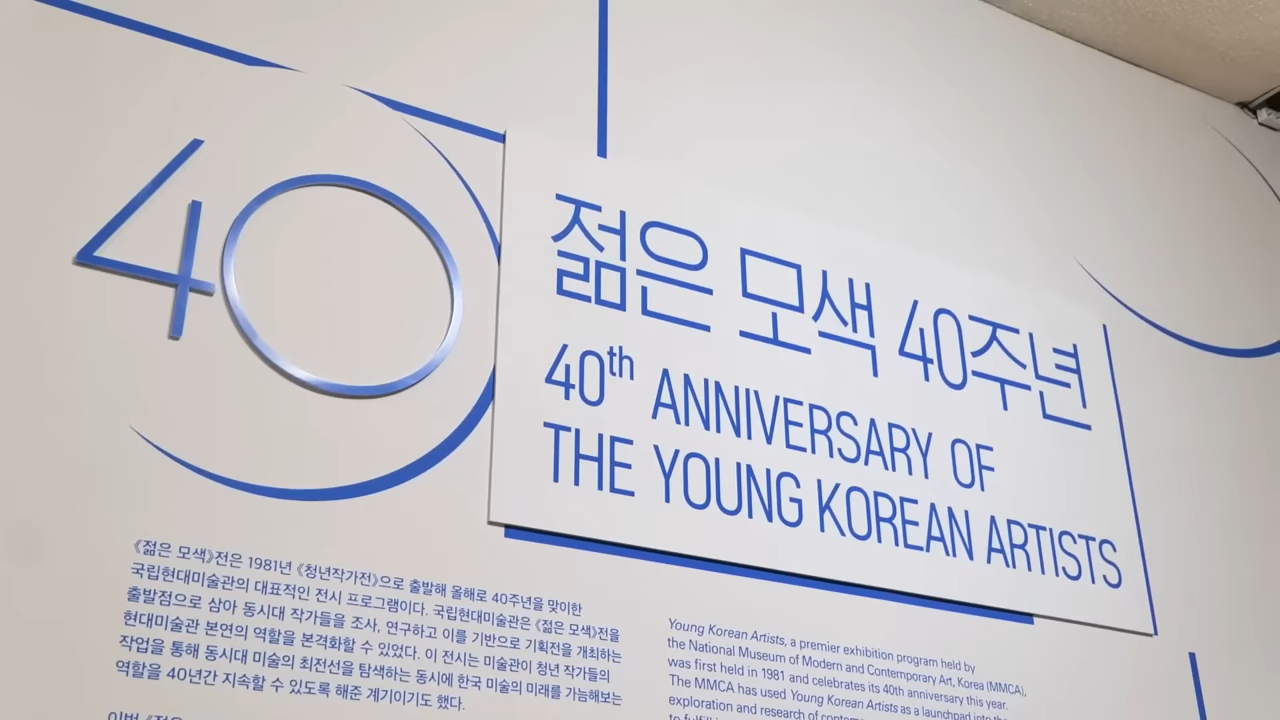 40
젊은 모색 40주년
40th ANNIVERSARY OF
THE YOUNG KOREAN ARTISTS
《젊은 모색》전은 1981년 《청년작가전》으로 출발해 올해로 40주년을 맞이한
국립현대미술관의 대표적인 전시 프로그램이다. 국립현대미술관은 《젊은 모색》전을
출발점으로 삼아 동시대 작가들을 조사, 연구하고 이를 기반으로 기획전을 개최하는
현대미술관 본연의 역할을 본격화할 수 있었다. 이 전시는 미술관이 청년 작가들의
작업을 통해 동시대 미술의 최전선을 탐색하는 동시에 한국 미술의 미래를 가늠해보는
역할을 40년간 지속할 수 있도록 해준 계기이기도 했다.
이번
Young Korean Artists, a premier exhibition program held by
the National Museum of Modern and Contemporary Art, Korea (MMCA),
was first held in 1981 and celebrates its 40th anniversary this year.
The MMCA has used Young Korean Artists as a launchpad into the
exploration and research of